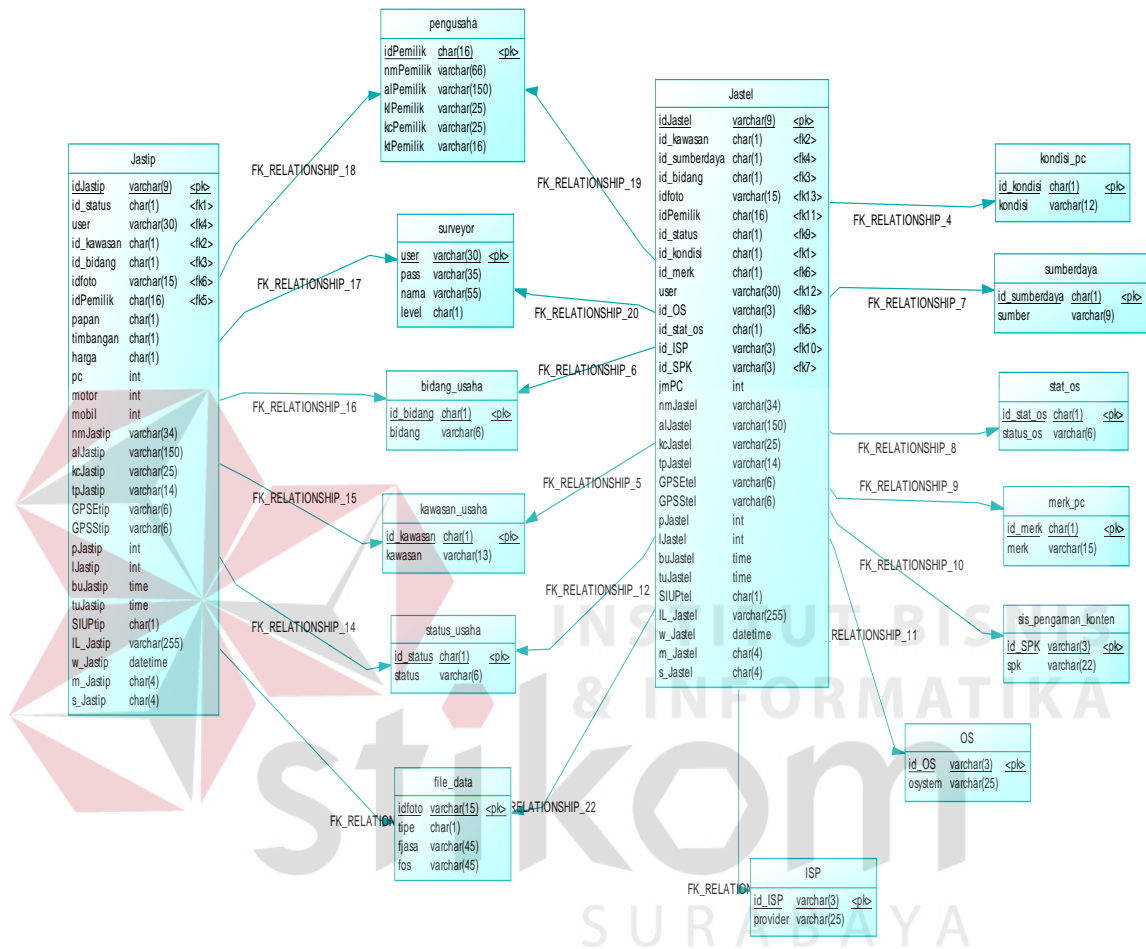 pengusaha
idPemilik char(16) <pk>
nmPemilik varchar(66)
alPemilik varchar(150)
klPemilik varchar(25)
kcPemilik varchar(25)
ktPemilik varchar(16)
Jastip
idJastip varchar(9) <pk>
id_status char(1) <fk1>
user varchar(30) <fk4>
id_kawasan char(1) <fk2>
id_bidang char(1) <fk3>
idfoto varchar(15) <fk6>
idPemilik char(16) <fk5>
papan char(1)
timbangan char(1)
harga char(1)
pc int
motor int
mobil int
nmJastip varchar(34)
alJastip varchar(150)
kcJastip varchar(25)
tpJastip varchar(14)
GPSEtip varchar(6)
GPSStip varchar(6)
pJastip int
lJastip int
buJastip time
tuJastip time
SIUPtip char(1)
IL_Jastip varchar(255)
w_Jastip datetime
m_Jastip char(4)
s_Jastip char(4)
Jastel
idJastel varchar(9) <pk>
id_kawasan char(1) <fk2>
id_sumberdaya char(1) <fk4>
id_bidang char(1) <fk3>
idfoto varchar(15) <fk13>
idPemilik char(16) <fk11>
id_status char(1) <fk9>
id_kondisi char(1) <fk1>
id_merk char(1) <fk6>
user varchar(30) <fk12>
id_OS varchar(3) <fk8>
id_stat_os char(1) <fk5>
id_ISP varchar(3) <fk10>
id_SPK varchar(3) <fk7>
jmPC int
nmJastel varchar(34)
alJastel varchar(150)
kcJastel varchar(25)
tpJastel varchar(14)
GPSEtel varchar(6)
GPSStel varchar(6)
pJastel int
lJastel int
buJastel time
tuJastel time
SIUPtel char(1)
IL_Jastel varchar(255)
w_Jastel datetime
m_Jastel char(4)
s_Jastel char(4)
surveyor
user varchar(30) <pk>
pass varchar(35)
nama varchar(55)
level char(1)
bidang_usaha
id_bidang char(1) <pk>
bidang varchar(6)
kawasan_usaha
id_kawasan char(1) <pk>
kawasan varchar(13)
status_usaha
id_status char(1) <pk>
status varchar(6)
file_data
idfoto varchar(15) <pk>
tipe char(1)
fjasa varchar(45)
fos varchar(45)
kondisi_pc
id_kondisi char(1) <pk>
kondisi varchar(12)
sumberdaya
id_sumberdaya char(1) <pk>
sumber varchar(9)
stat_os
id_stat_os char(1) <pk>
status_os varchar(6)
merk_pc
id_merk char(1) <pk>
merk varchar(15)
sis_pengaman_konten
id_SPK varchar(3) <pk>
spk varchar(22)
OS
id_OS varchar(3) <pk>
osystem varchar(25)
ISP
id_ISP varchar(3) <pk>
provider varchar(25)
FK_RELATIONSHIP_18
FK_RELATIONSHIP_19
FK_RELATIONSHIP_17
FK_RELATIONSHIP_20
FK_RELATIONSHIP_6
FK_RELATIONSHIP_16
FK_RELATIONSHIP_5
FK_RELATIONSHIP_15
FK_RELATIONSHIP_12
FK_RELATIONSHIP_14
FK_RELATION
RELATIONSHIP_22
FK_RELATIONSHIP_4
FK_RELATIONSHIP_7
FK_RELATIONSHIP_8
FK_RELATIONSHIP_9
FK_RELATIONSHIP_10
RELATIONSHIP_11
FK_RELATION
INSTITUT BISNIS
& INFORMATIKA
stikom
SURABAYA